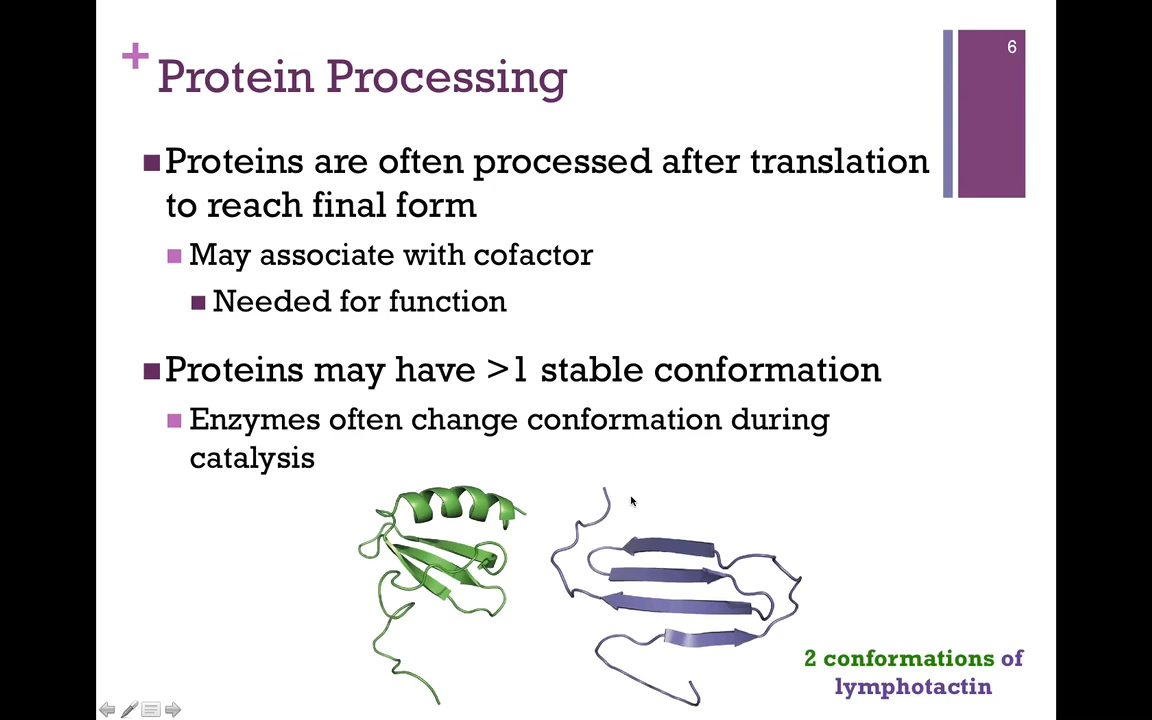 6
+
Protein Processing
Proteins are often processed after translation
to reach final form
May associate with cofactor
Needed for function
Proteins may have >1 stable conformation
Enzymes often change conformation during
catalysis
2 conformations of
lymphotactin